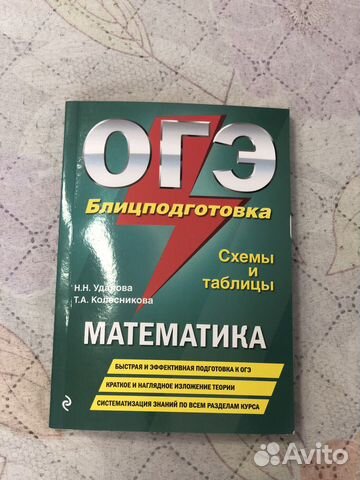 ОГЭ
Блицподготовка
Схемы и
таблицы
Н.Н. Удалова
Т.А. Колесникова
МАТЕМАТИКА
БЫСТРАЯ И ЭФФЕКТИВНАЯ ПОДГОТОВКА К ОГЭ
КРАТКОЕ И НАГЛЯДНОЕ ИЗЛОЖЕНИЕ ТЕОРИИ
СИСТЕМАТИЗАЦИЯ ЗНАНИЙ ПО ВСЕМ РАЗДЕЛАМ КУРСА
Avito